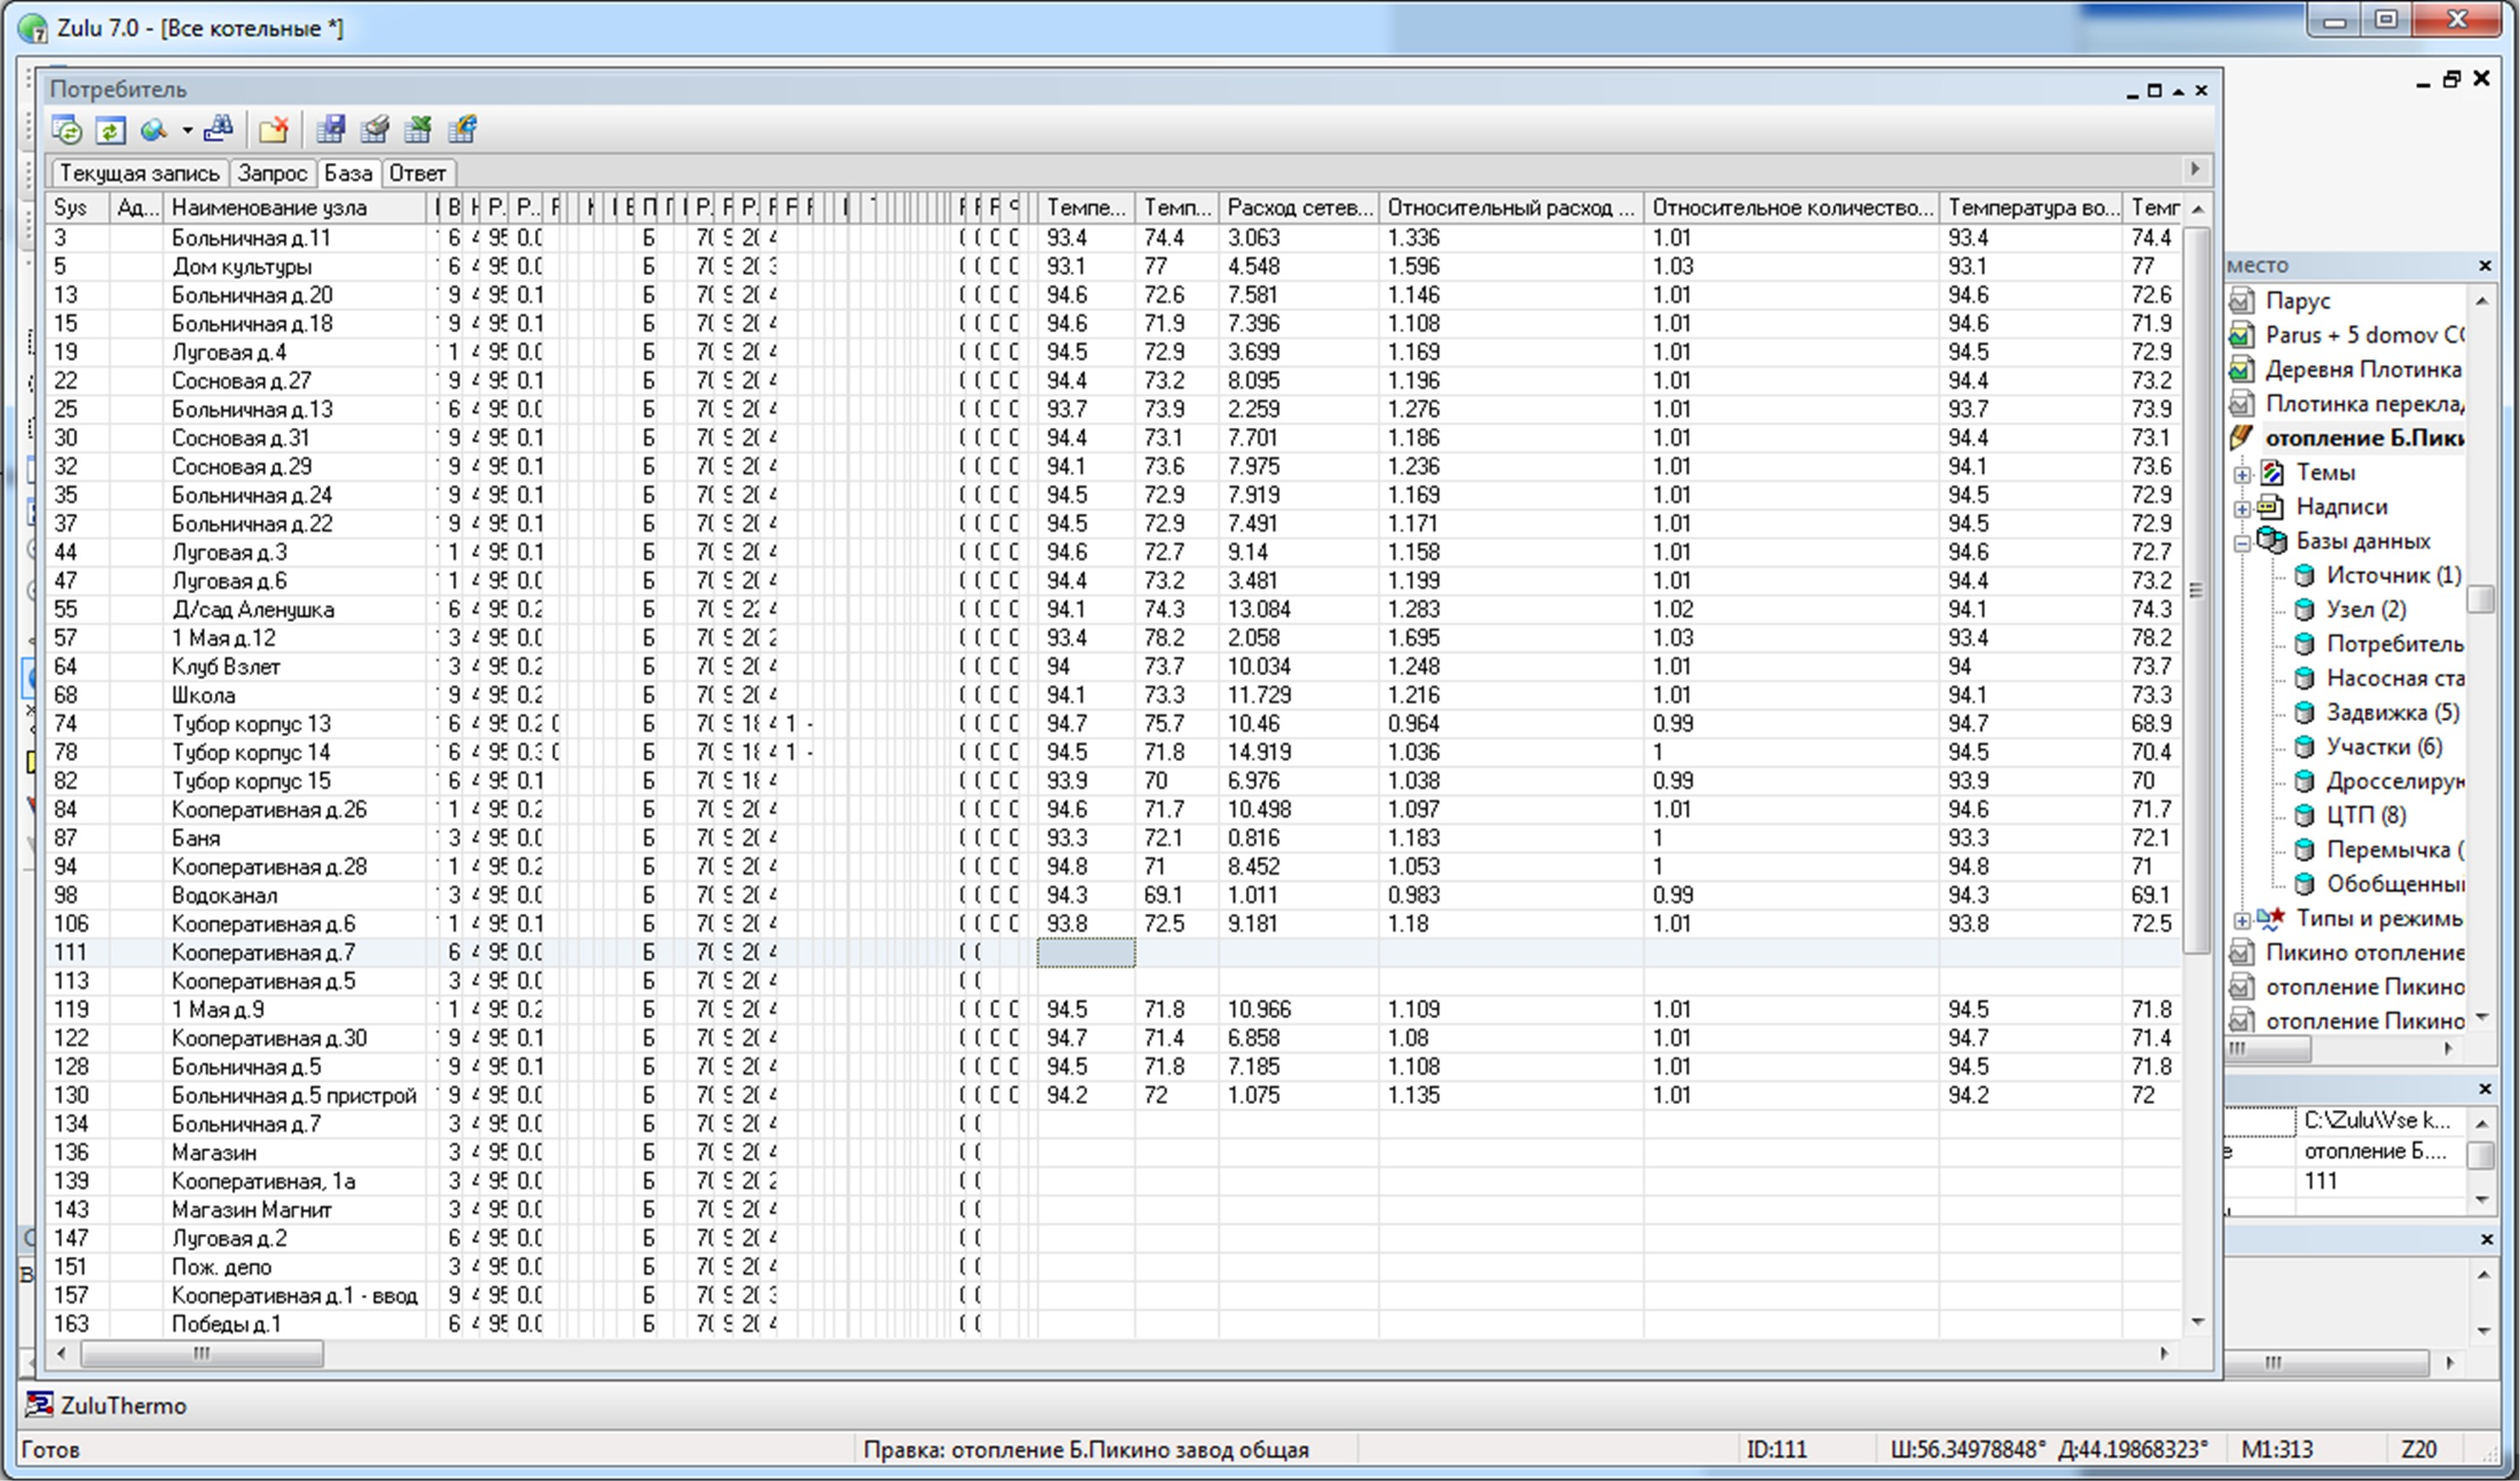 Zulu 7.0 - [Все котельные *]
Потребитель
Текущая запись Запрос База Ответ
Sys Ад... Наименование узла Темпе... Темп... Расход сетев... Относительный расход ... Относительное количество... Температура во...
3 Больничная д.11 93.4 74.4 3.063 1.336 1.01 93.4 74.4
5 Дом культуры 93.1 77 4.548 1.596 1.03 93.1 77
13 Больничная д.20 94.6 72.6 7.581 1.146 1.01 94.6 72.6
15 Больничная д.18 94.6 71.9 7.396 1.108 1.01 94.6 71.9
19 Луговая д.4 94.5 72.9 3.699 1.169 1.01 94.5 72.9
22 Сосновая д.27 94.4 73.2 8.095 1.196 1.01 94.4 73.2
25 Больничная д.13 93.7 73.9 2.259 1.276 1.01 93.7 73.9
30 Сосновая д.31 94.4 73.1 7.701 1.186 1.01 94.4 73.1
32 Сосновая д.29 94.1 73.6 7.975 1.236 1.01 94.1 73.6
35 Больничная д.24 94.5 72.9 7.919 1.169 1.01 94.5 72.9
37 Больничная д.22 94.5 72.9 7.491 1.171 1.01 94.5 72.9
44 Луговая д.3 94.6 72.7 9.14 1.158 1.01 94.6 72.7
47 Луговая д.6 94.4 73.2 3.481 1.199 1.01 94.4 73.2
55 Д/сад Аленушка 94.1 74.3 13.084 1.283 1.02 94.1 74.3
57 1 Мая д.12 93.4 78.2 2.058 1.695 1.03 93.4 78.2
64 Клуб Взлет 94 73.7 10.034 1.248 1.01 94 73.7
68 Школа 94.1 73.3 11.729 1.216 1.01 94.1 73.3
74 Тубор корпус 13 94.7 75.7 10.46 0.964 0.99 94.7 68.9
78 Тубор корпус 14 94.5 71.8 14.919 1.036 1 94.5 70.4
82 Тубор корпус 15 93.9 70 6.976 1.038 0.99 93.9 70
84 Кооперативная д.26 94.6 71.7 10.498 1.097 1.01 94.6 71.7
87 Баня 93.3 72.1 0.816 1.183 1 93.3 72.1
94 Кооперативная д.28 94.8 71 8.452 1.053 1 94.8 71
98 Водоканал 94.3 69.1 1.011 0.983 0.99 94.3 69.1
106 Кооперативная д.6 93.8 72.5 9.181 1.18 1.01 93.8 72.5
111 Кооперативная д.7
113 Кооперативная д.5
119 1 Мая д.9 94.5 71.8 10.966 1.109 1.01 94.5 71.8
122 Кооперативная д.30 94.7 71.4 6.858 1.08 1.01 94.7 71.4
128 Больничная д.5 94.5 71.8 7.185 1.108 1.01 94.5 71.8
130 Больничная д.5 пристрой 94.2 72 1.075 1.135 1.01 94.2 72
134 Больничная д.7
136 Магазин
139 Кооперативная, 1а
143 Магазин Магнит
147 Луговая д.2
151 Пож. депо
157 Кооперативная д.1 - ввод
163 Победы д.1
место
Парус
Parus + 5 domov
Деревня Плотинка
Плотинка
отопление Б.Пики
Темы
Надписи
Базы данных
Источник (1)
Узел (2)
Потребитель
Насосная ста
Задвижка (5)
Участки (6)
Дросселирую
ЦТП (8)
Перемычка (
Обобщенный
Типы и режимы
Пикино отопление
отопление Пикино
отопление Пикино
C:\Zulu\Vse k...
отопление Б....
111
ZuluThermo
Готов Правка: отопление Б.Пикино завод общая ID:111 Ш:56.34978848° Д:44.19868323° М1:313 Z20